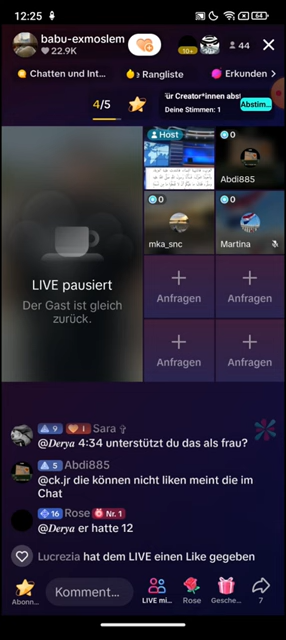 12:25
64
babu-exmoslem
22.9K
10+
44
Chatten und Int...
Rangliste
Erkunden
4/5
für Creator*innen abst
Deine Stimmen: 1
Abstim...
Host
0
Abdi885
LIVE pausiert
Der Gast ist gleich
zurück.
0
mka_snc
0
Martina
Anfragen
Anfragen
Anfragen
Anfragen
9 i Sara
@Derya 4:34 unterstützt du das als frau?
5 Abdi885
@ck.jr die können nicht liken meint die im
Chat
16 Rose Nr. 1
@Derya er hatte 12
Lucrezia hat dem LIVE einen Like gegeben
Abonn...
Komment...
LIVE mi...
Rose
Gesche...
7